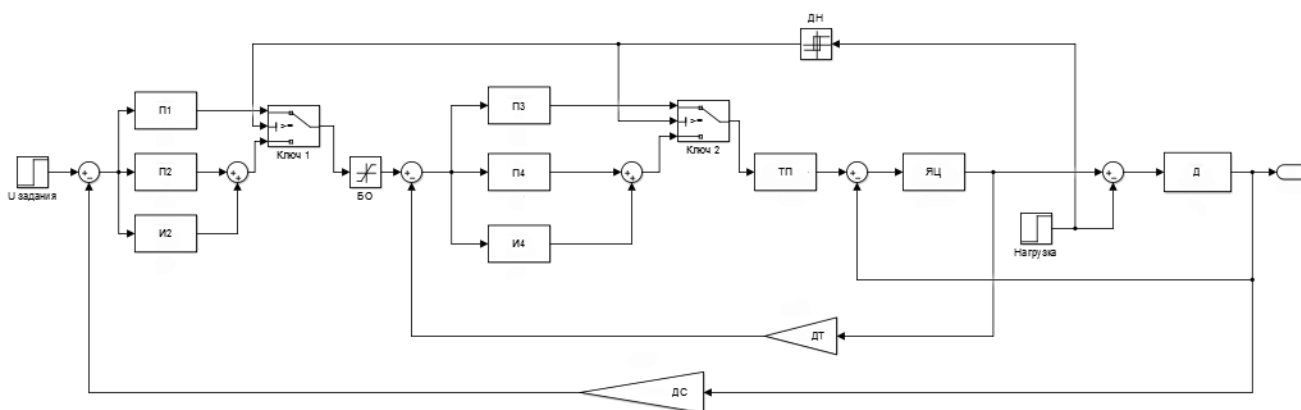 ДН
П1
Ключ 1
П3
Ключ 2
U задания
П2
БО
П4
ТП
ЯЦ
Д
И2
И4
Нагрузка
ДТ
ДС